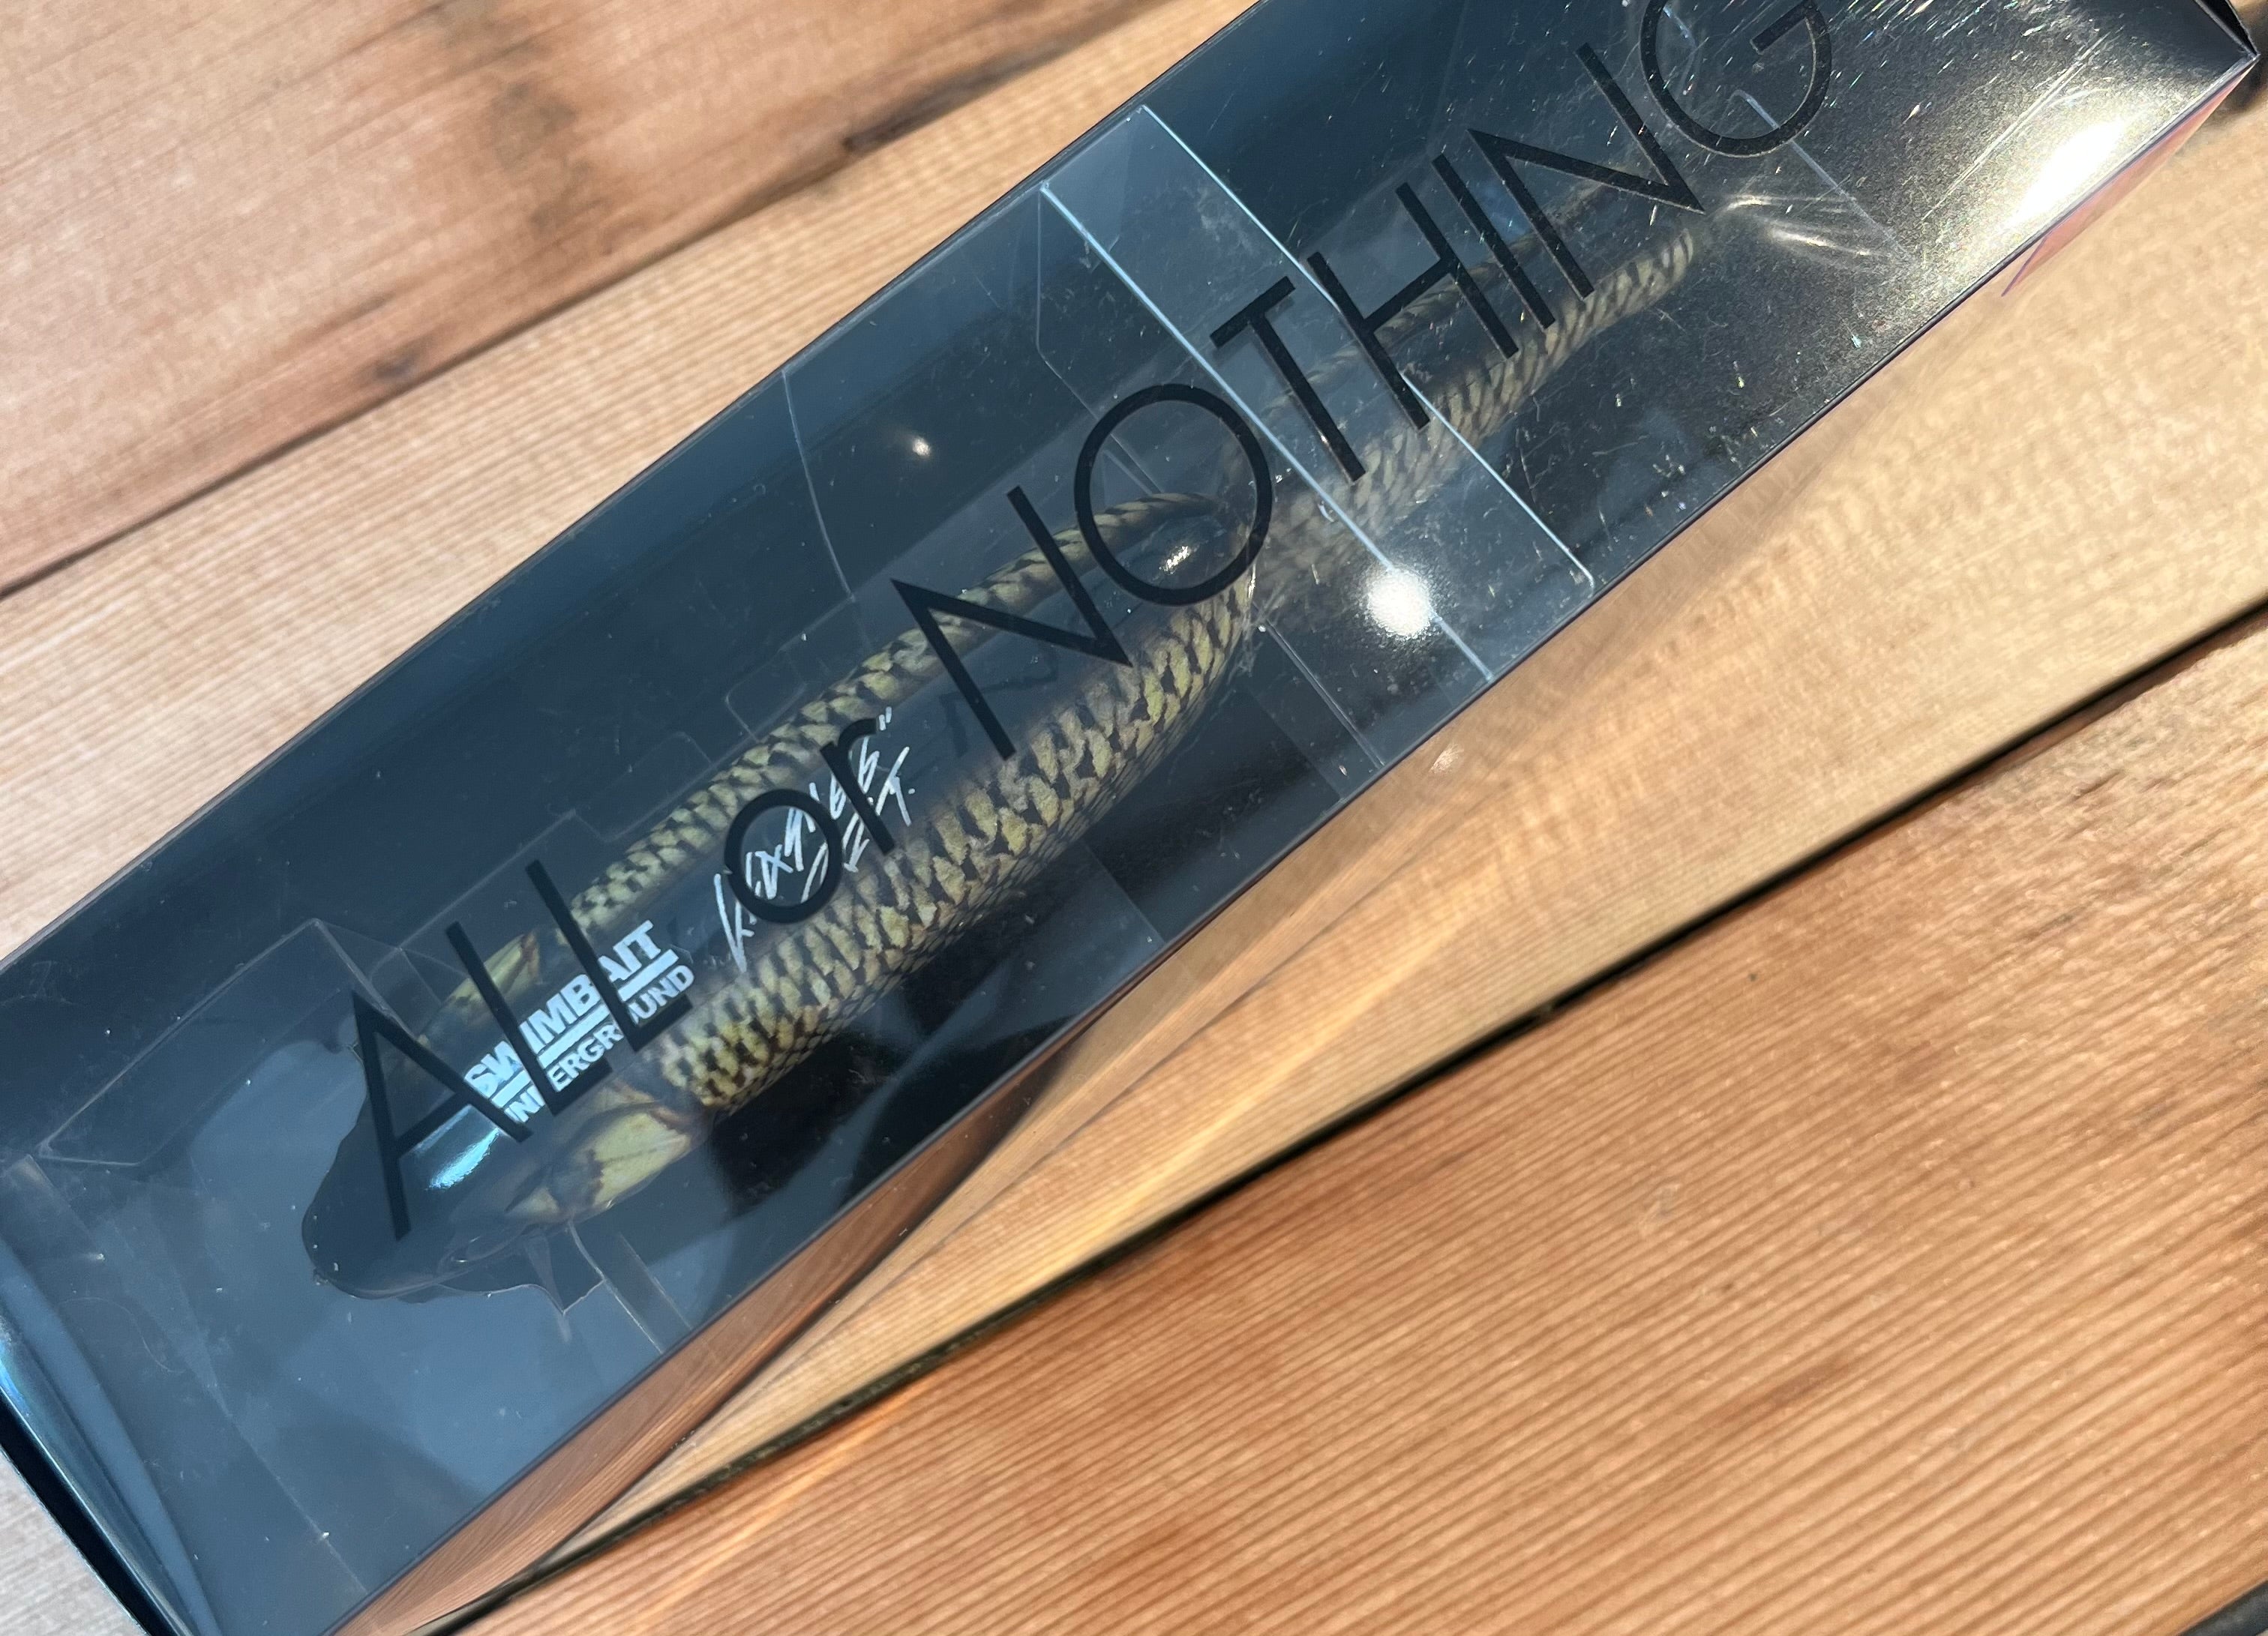 ALL or NOTHING
SWIMBAIT
UNDERGROUND